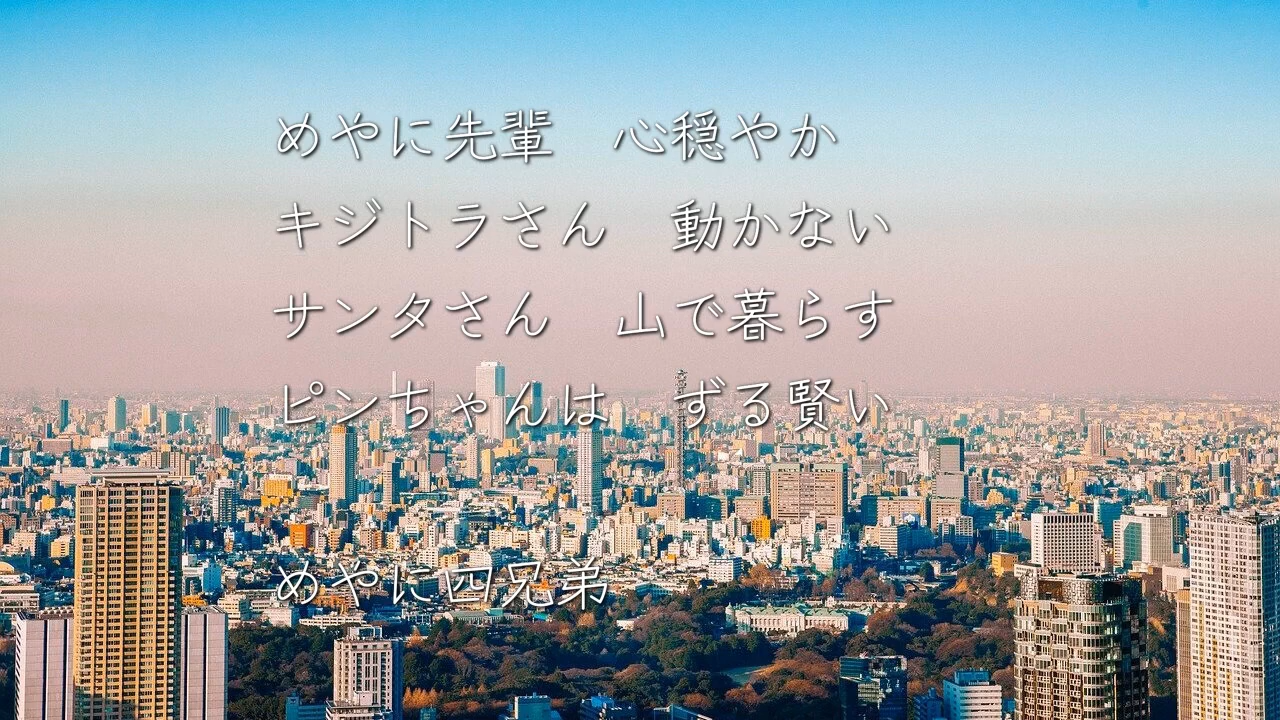 めやに先輩　心穏やか
キジトラさん　動かない
サンタさん　山で暮らす
ピンちゃんは　ずる賢い
めやに四兄弟